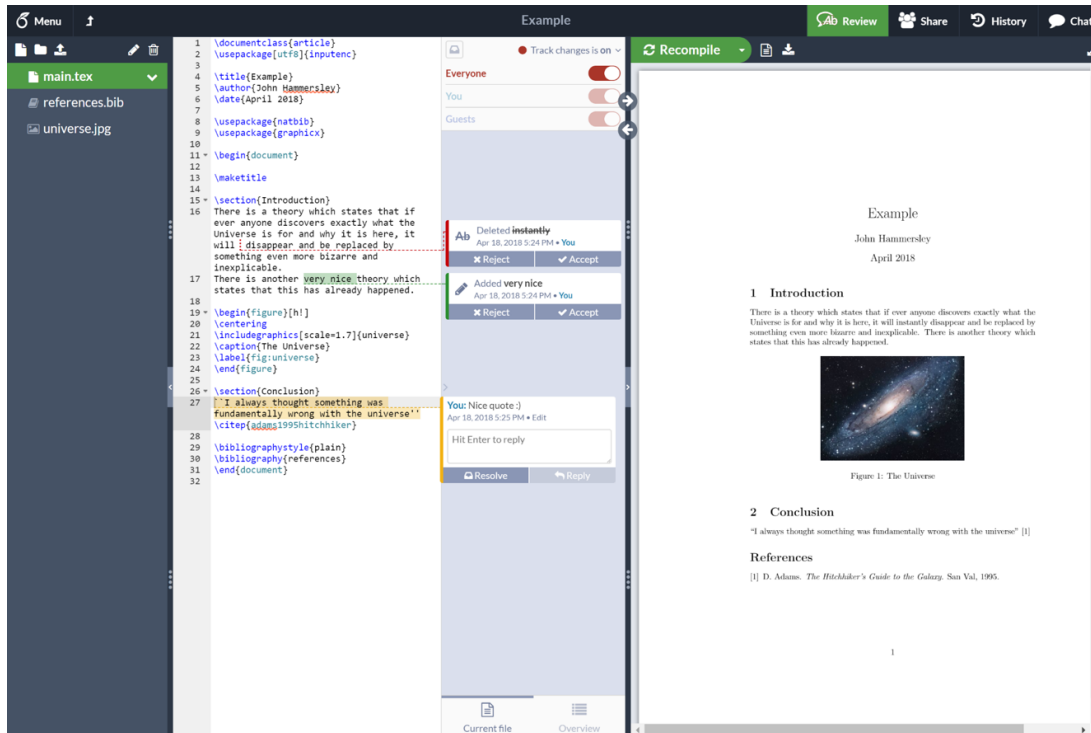 Menu
Example
Ab Review
Share
History
Chat
main.tex
references.bib
universe.jpg
1 \documentclass{article}
2 \usepackage[utf8]{inputenc}
3
4 \title{Example}
5 \author{John Hammersley}
6 \date{April 2018}
7
8 \usepackage{natbib}
9 \usepackage{graphicx}
10
11 \begin{document}
12
13 \maketitle
14
15 \section{Introduction}
16 There is a theory which states that if
ever anyone discovers exactly what the
Universe is for and why it is here, it
will disappear and be replaced by
something even more bizarre and
inexplicable.
17 There is another very nice theory which
states that this has already happened.
18
19 \begin{figure}[h!]
20 \centering
21 \includegraphics[scale=1.7]{universe}
22 \caption{The Universe}
23 \label{fig:universe}
24 \end{figure}
25
26 \section{Conclusion}
27 ``I always thought something was
fundamentally wrong with the universe''
\citep{adams1995hitchhiker}
28
29 \bibliographystyle{plain}
30 \bibliography{references}
31 \end{document}
32
Track changes is on
Everyone
You
Guests
Ab Deleted instantly
Apr 18, 2018 5:24 PM • You
Reject Accept
Added very nice
Apr 18, 2018 5:24 PM • You
Reject Accept
You: Nice quote :)
Apr 18, 2018 5:25 PM • Edit
Hit Enter to reply
Resolve Reply
Current file
Overview
Recompile
Example
John Hammersley
April 2018
1 Introduction
There is a theory which states that if ever anyone discovers exactly what the
Universe is for and why it is here, it will instantly disappear and be replaced by
something even more bizarre and inexplicable. There is another theory which
states that this has already happened.
Figure 1: The Universe
2 Conclusion
“I always thought something was fundamentally wrong with the universe” [1]
References
[1] D. Adams. The Hitchhiker's Guide to the Galaxy. San Val, 1995.
1